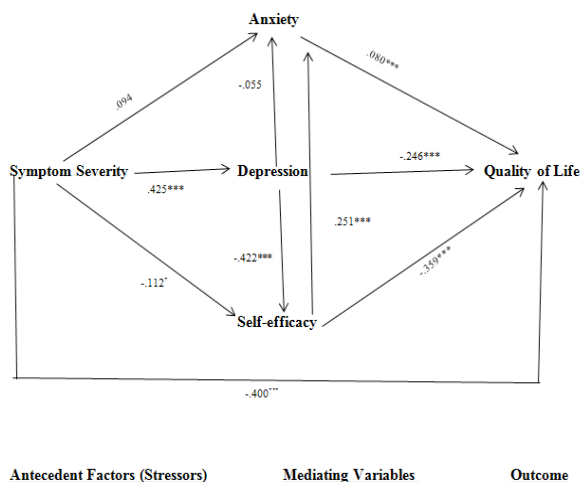 Anxiety
.094
-.055
.080***
Symptom Severity
Depression
Quality of Life
.425***
-.246***
-.422***
.251***
-.112*
-.359***
Self-efficacy
-.400***
Antecedent Factors (Stressors) Mediating Variables Outcome